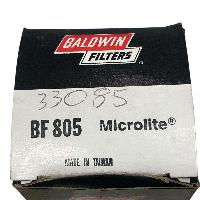 BALDWIN
FILTERS
33085
BF 805 Microlite®
MADE IN TAIWAN